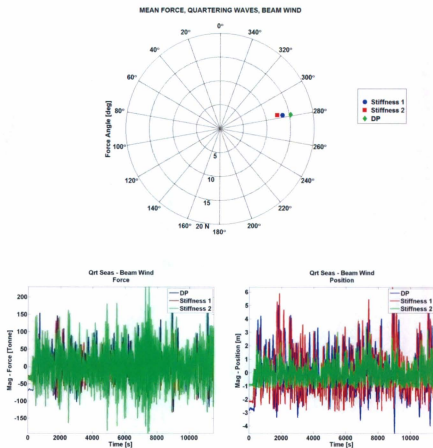 MEAN FORCE, QUARTERING WAVES, BEAM WIND
0°
20° 340°
40° 320°
60° 300°
80° 280°
100° 260°
120° 240°
140° 220°
160° 20 N 180° 200°
5
10
15
Force Angle [deg]
Stiffness 1
Stiffness 2
DP
Qrt Seas - Beam Wind
Force
DP
Stiffness 1
Stiffness 2
200
150
100
50
0
-50
-100
-150
Mag - Force [Tonne]
0 2000 4000 6000 8000 10000
Time [s]
Qrt Seas - Beam Wind
Position
DP
Stiffness 1
Stiffness 2
6
5
4
3
2
1
0
-1
-2
-3
-4
Mag - Position [m]
0 2000 4000 6000 8000 10000
Time [s]